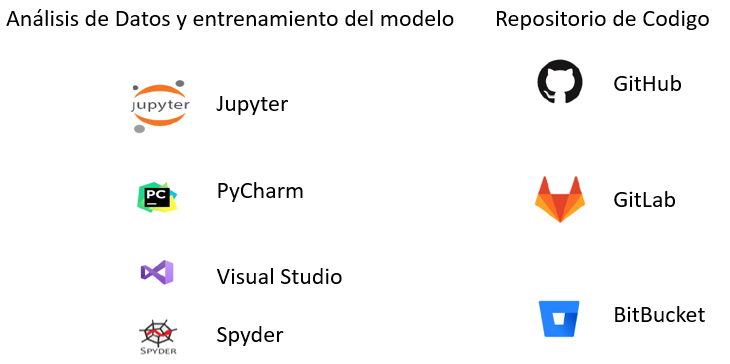 Análisis de Datos y entrenamiento del modelo
Repositorio de Codigo
jupyter
Jupyter
PC
PyCharm
Visual Studio
SPYDER
Spyder
GitHub
GitLab
BitBucket